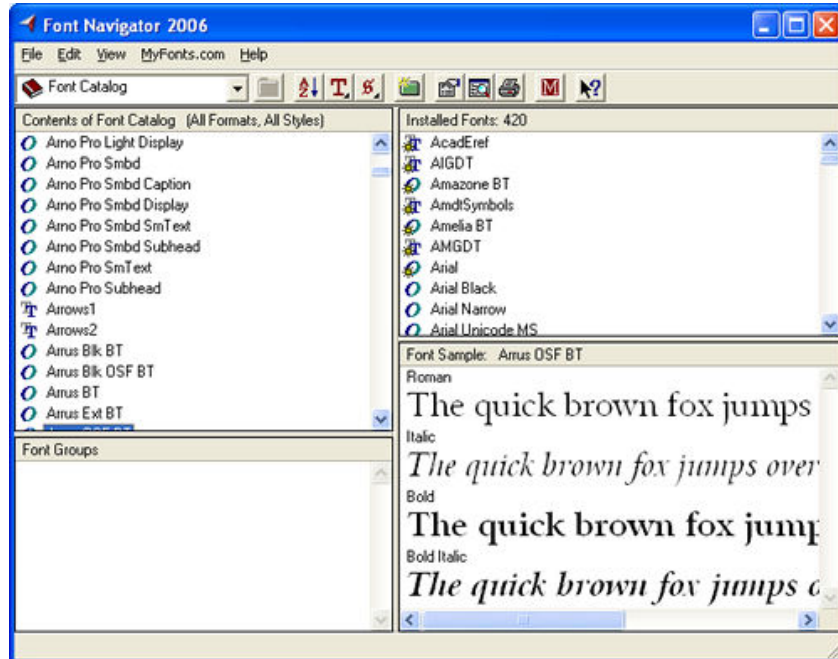 Font Navigator 2006
File Edit View MyFonts.com Help
Font Catalog
Contents of Font Catalog (All Formats, All Styles)
Arno Pro Light Display
Arno Pro Smbd
Arno Pro Smbd Caption
Arno Pro Smbd Display
Arno Pro Smbd SmText
Arno Pro Smbd Subhead
Arno Pro SmText
Arno Pro Subhead
Arrows1
Arrows2
Arrus Blk BT
Arrus Blk OSF BT
Arrus BT
Arrus Ext BT
Arrus OSF BT
Font Groups
Installed Fonts: 420
AcadEref
AIGDT
Amazone BT
AmdtSymbols
Amelia BT
AMGDT
Arial
Arial Black
Arial Narrow
Arial Unicode MS
Font Sample: Arrus OSF BT
Roman
The quick brown fox jumps
Italic
The quick brown fox jumps over
Bold
The quick brown fox jump
Bold Italic
The quick brown fox jumps o